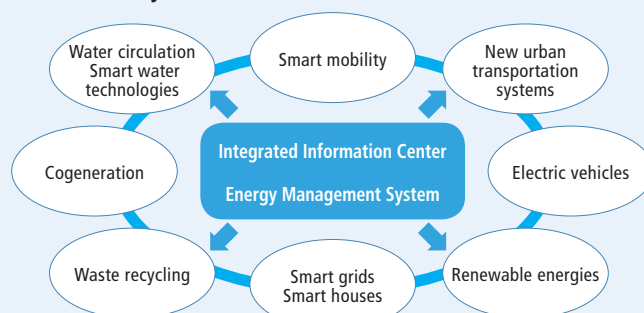 Water circulation
Smart water
technologies
Smart mobility
New urban
transportation
systems
Integrated Information Center
Energy Management System
Cogeneration
Electric vehicles
Waste recycling
Smart grids
Smart houses
Renewable energies